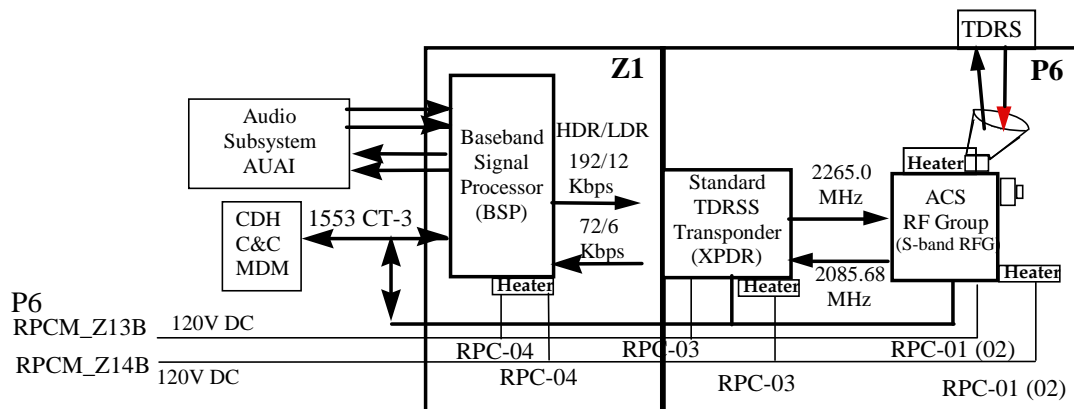 TDRS
Z1
P6
Audio
Subsystem
AUAI
Baseband
Signal
Processor
(BSP)
HDR/LDR
192/12
Kbps
72/6
Kbps
Standard
TDRSS
Transponder
(XPDR)
2265.0
MHz
2085.68
MHz
Heater
ACS
RF Group
(S-band RFG)
CDH
C&C
MDM
1553 CT-3
Heater
Heater
Heater
P6
RPCM_Z13B
120V DC
RPCM_Z14B
120V DC
RPC-04
RPC-03
RPC-01 (02)
RPC-04
RPC-03
RPC-01 (02)